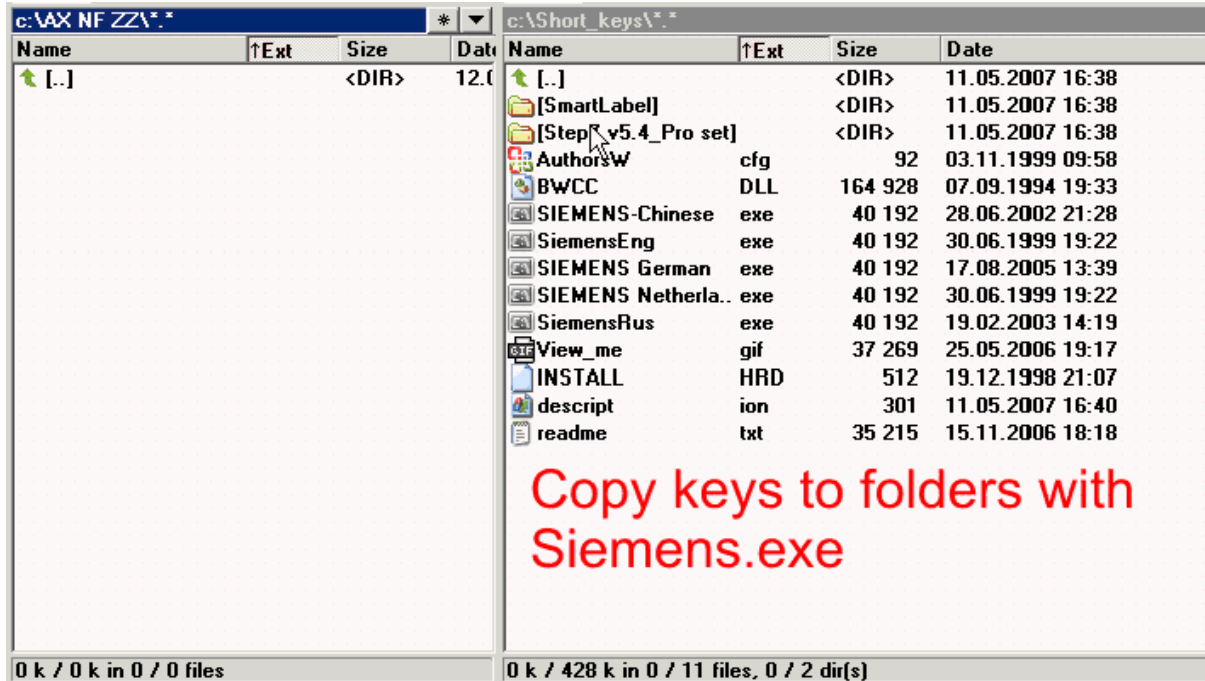 c:\AX NF ZZ\*.* * ▼
Name ↑Ext Size Dat
[..] <DIR> 12.0
0 k / 0 k in 0 / 0 files
c:\Short_keys\*.*
Name ↑Ext Size Date
[..] <DIR> 11.05.2007 16:38
[SmartLabel] <DIR> 11.05.2007 16:38
[Step v5.4_Pro set] <DIR> 11.05.2007 16:38
AuthorsW cfg 92 03.11.1999 09:58
BWCC DLL 164 928 07.09.1994 19:33
SIEMENS-Chinese exe 40 192 28.06.2002 21:28
SiemensEng exe 40 192 30.06.1999 19:22
SIEMENS German exe 40 192 17.08.2005 13:39
SIEMENS Netherla.. exe 40 192 30.06.1999 19:22
SiemensRus exe 40 192 19.02.2003 14:19
View_me gif 37 269 25.05.2006 19:17
INSTALL HRD 512 19.12.1998 21:07
descript ion 301 11.05.2007 16:40
readme txt 35 215 15.11.2006 18:18
Copy keys to folders with
Siemens.exe
0 k / 428 k in 0 / 11 files, 0 / 2 dir(s)